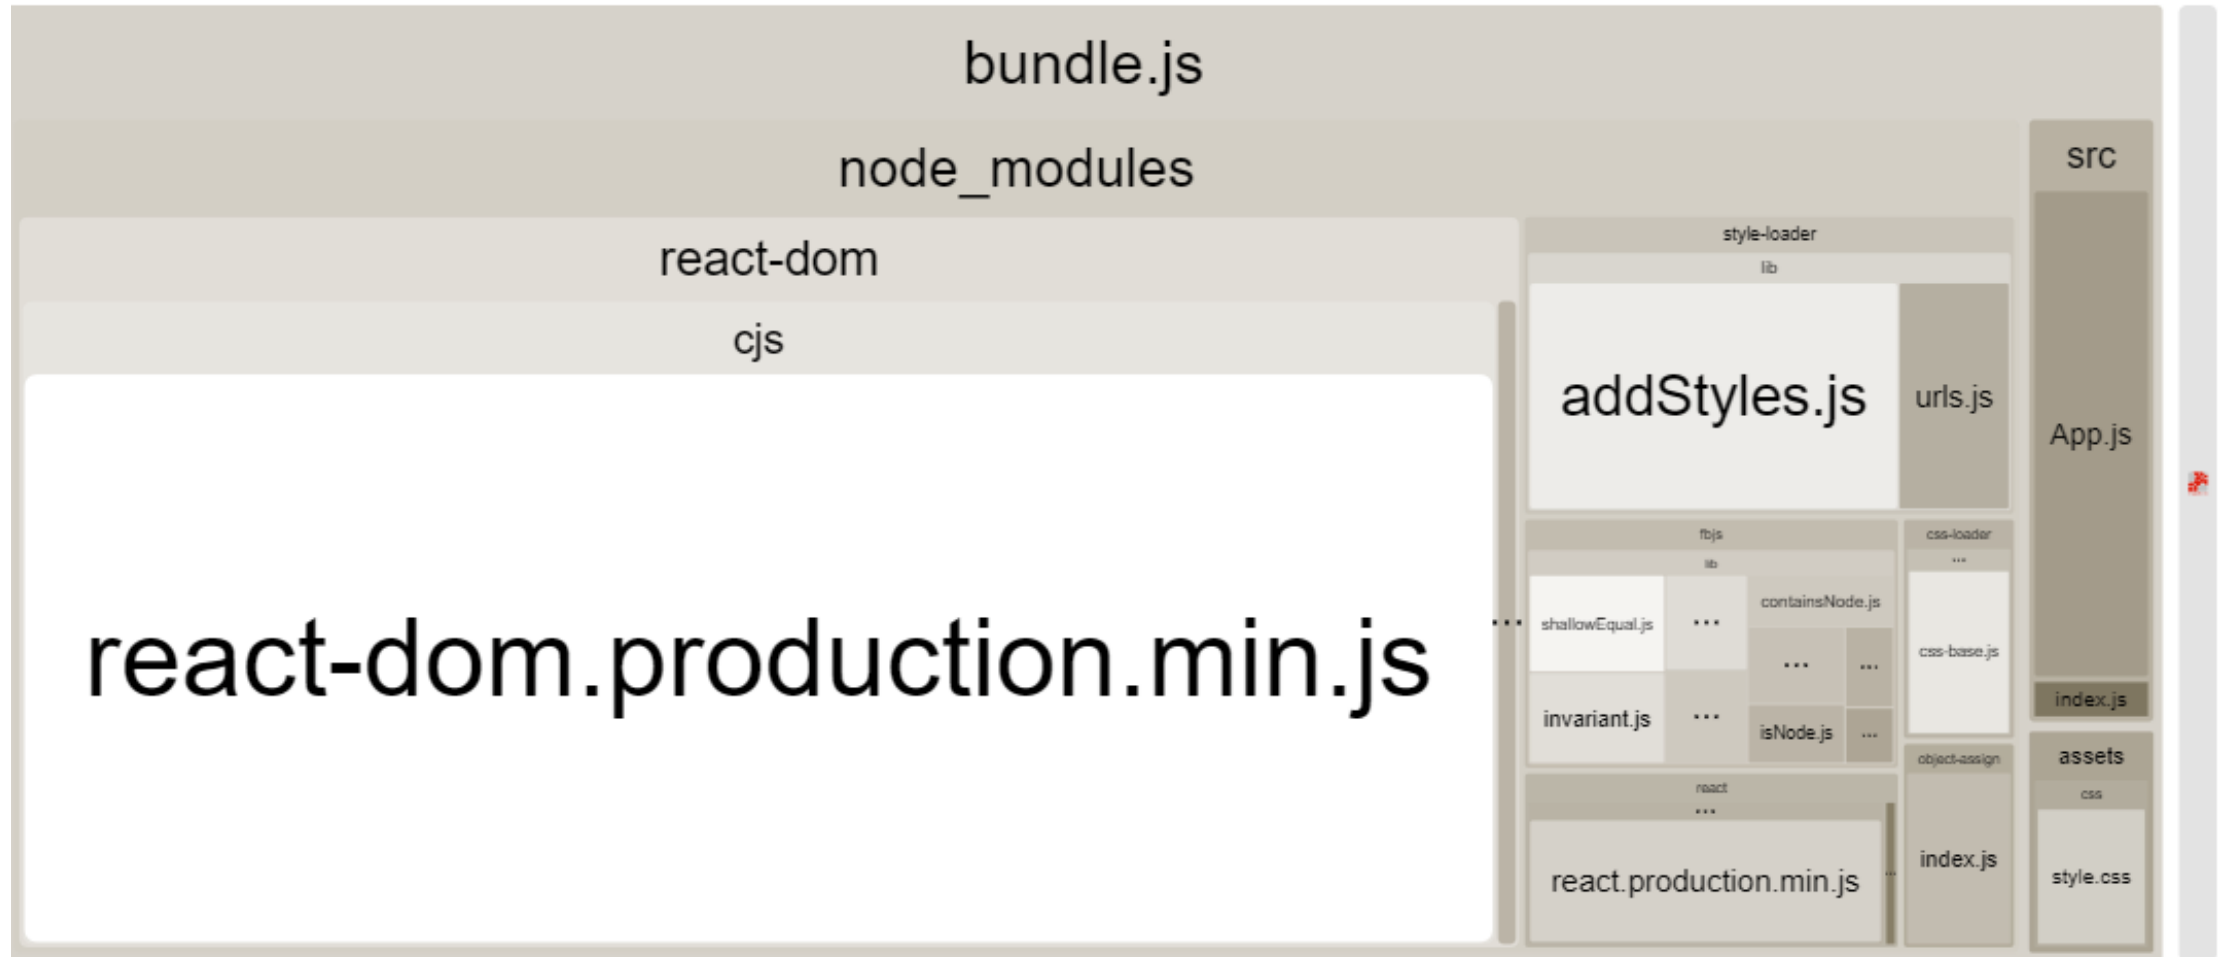 bundle.js
node_modules
react-dom
cjs
react-dom.production.min.js
...
style-loader
lib
addStyles.js
urls.js
fbjs
lib
shallowEqual.js
...
containsNode.js
...
...
invariant.js
...
isNode.js
...
css-loader
...
css-base.js
react
...
react.production.min.js
...
object-assign
index.js
src
App.js
index.js
assets
css
style.css